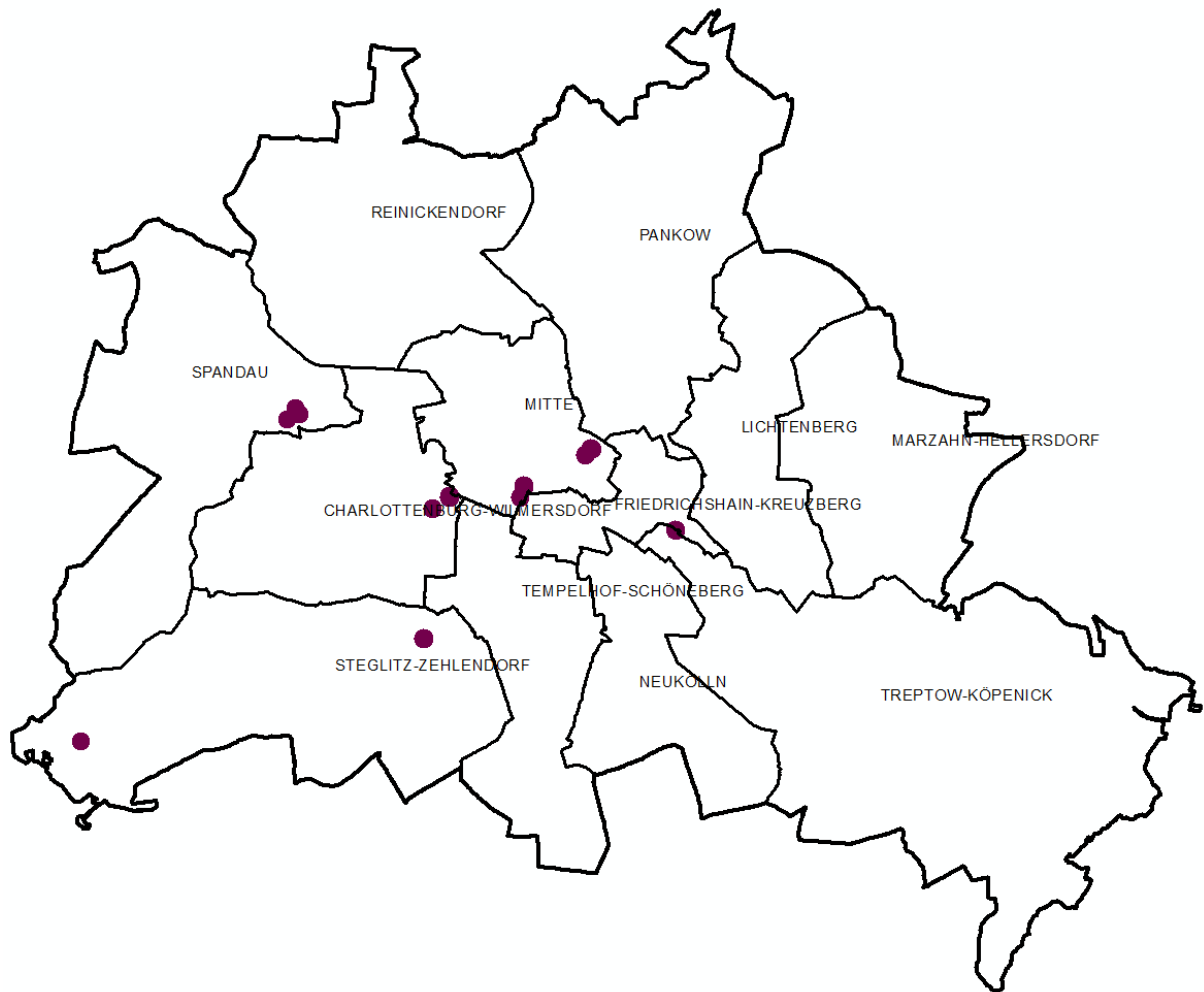 REINICKENDORF
PANKOW
SPANDAU
MITTE
LICHTENBERG
MARZAHN-HELLERSDORF
CHARLOTTENBURG-WILMERSDORF
FRIEDRICHSHAIN-KREUZBERG
TEMPELHOF-SCHÖNEBERG
STEGLITZ-ZEHLENDORF
NEUKÖLLN
TREPTOW-KÖPENICK